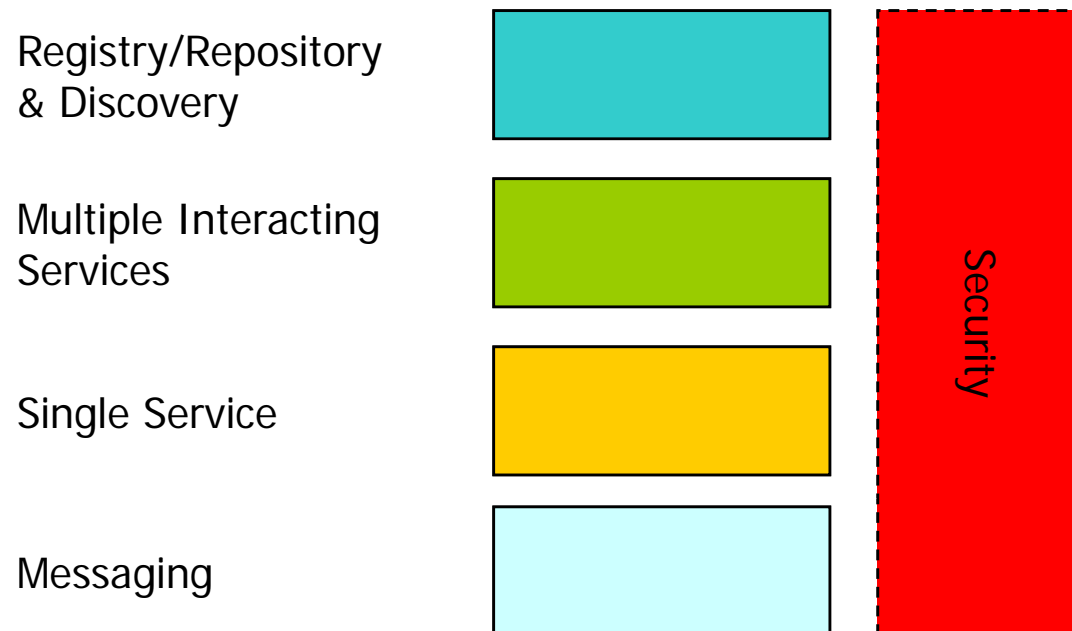 Registry/Repository
& Discovery
Multiple Interacting
Services
Security
Single Service
Messaging